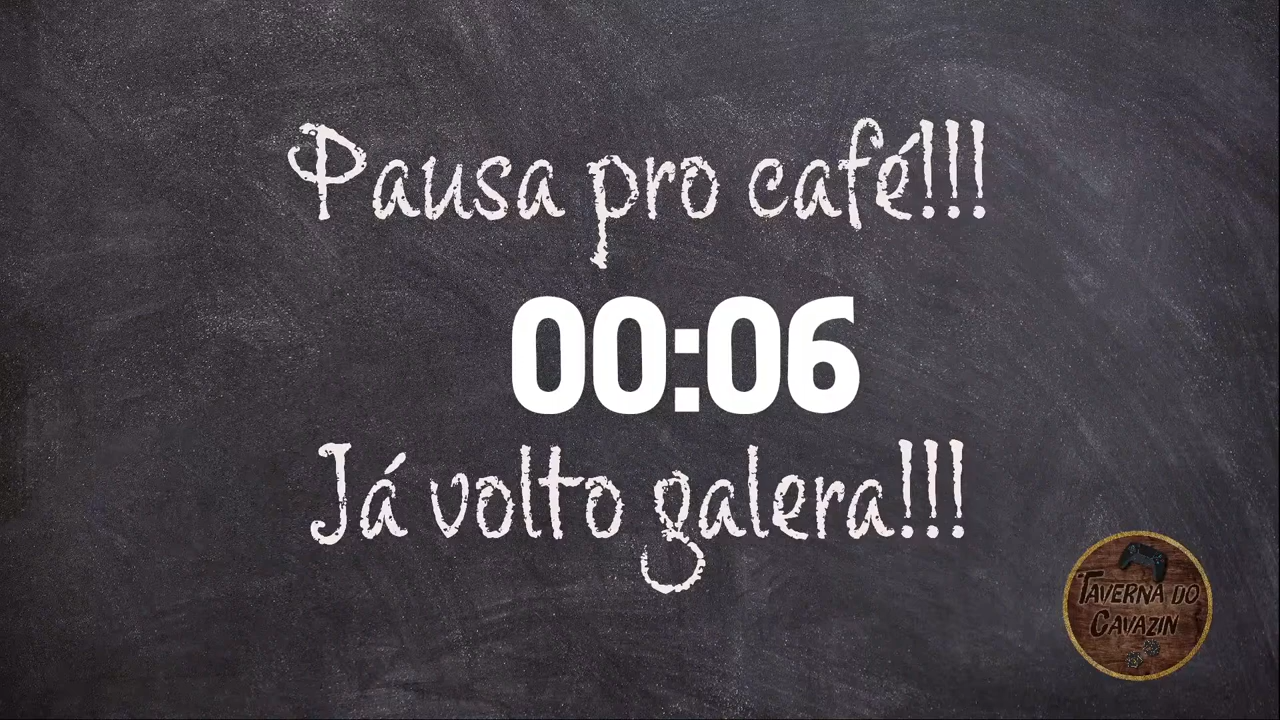 Pausa pro café!!!
00:06
Já volto galera!!!
TAVERNA DO
CAVAZIN